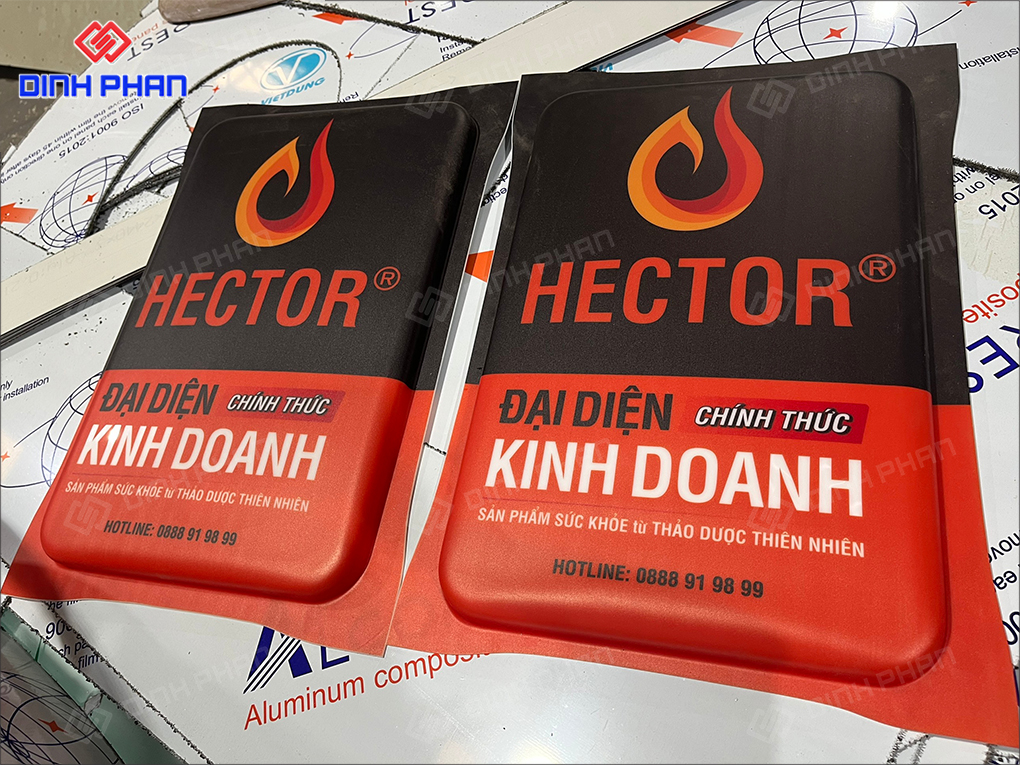 DINH PHAN
VIETDUNG
ISO 9001:2015
HECTOR®
ĐẠI DIỆN CHÍNH THỨC
KINH DOANH
SẢN PHẨM SỨC KHỎE từ THẢO DƯỢC THIÊN NHIÊN
HOTLINE: 0888 91 98 99
HECTOR®
ĐẠI DIỆN CHÍNH THỨC
KINH DOANH
SẢN PHẨM SỨC KHỎE từ THẢO DƯỢC THIÊN NHIÊN
HOTLINE: 0888 91 98 99
Aluminum